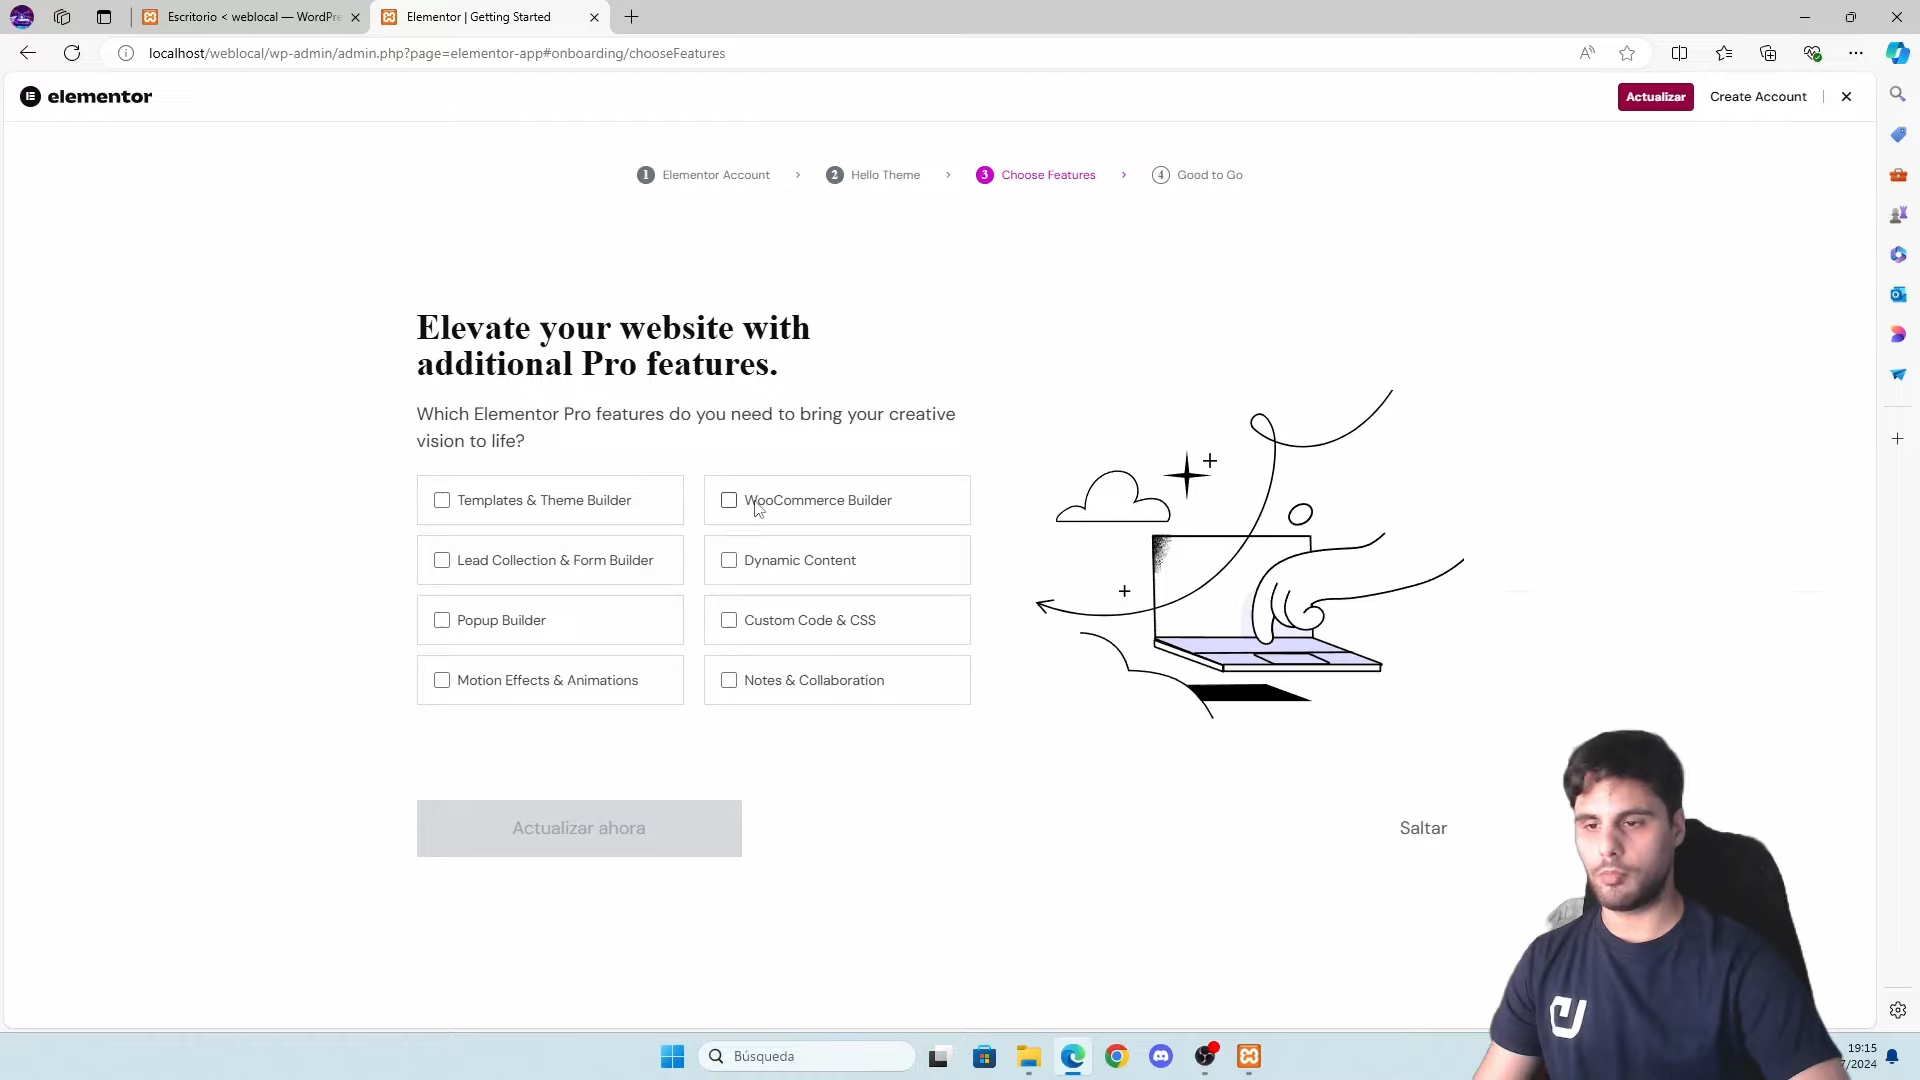 Escritorio < weblocal — WordPre
Elementor | Getting Started
localhost/weblocal/wp-admin/admin.php?page=elementor-app#onboarding/chooseFeatures
elementor
Actualizar
Create Account
1 Elementor Account
2 Hello Theme
3 Choose Features
4 Good to Go
Elevate your website with
additional Pro features.
Which Elementor Pro features do you need to bring your creative
vision to life?
Templates & Theme Builder
WooCommerce Builder
Lead Collection & Form Builder
Dynamic Content
Popup Builder
Custom Code & CSS
Motion Effects & Animations
Notes & Collaboration
Actualizar ahora
Saltar
Búsqueda
19:15
7/2024